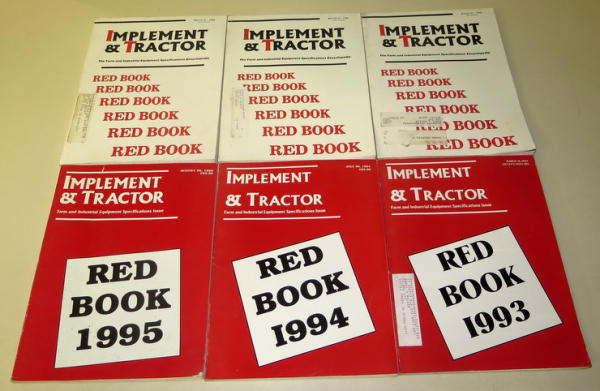 IMPLEMENT
& TRACTOR
The Farm and Industrial Equipment Specifications Encyclopedia
RED BOOK
RED BOOK
RED BOOK
RED BOOK
RED BOOK
RED BOOK
IMPLEMENT
& TRACTOR
The Farm and Industrial Equipment Specifications Encyclopedia
RED BOOK
RED BOOK
RED BOOK
RED BOOK
RED BOOK
RED BOOK
IMPLEMENT
& TRACTOR
The Farm and Industrial Equipment Specifications Encyclopedia
RED BOOK
RED BOOK
RED BOOK
RED BOOK
RED BOOK
RED BOOK
IMPLEMENT
& TRACTOR
Farm and Industrial Equipment Specifications Issue
RED
BOOK
1995
IMPLEMENT
& TRACTOR
Farm and Industrial Equipment Specifications Issue
RED
BOOK
1994
IMPLEMENT
& TRACTOR
Farm and Industrial Equipment Specifications Issue
RED
BOOK
1993